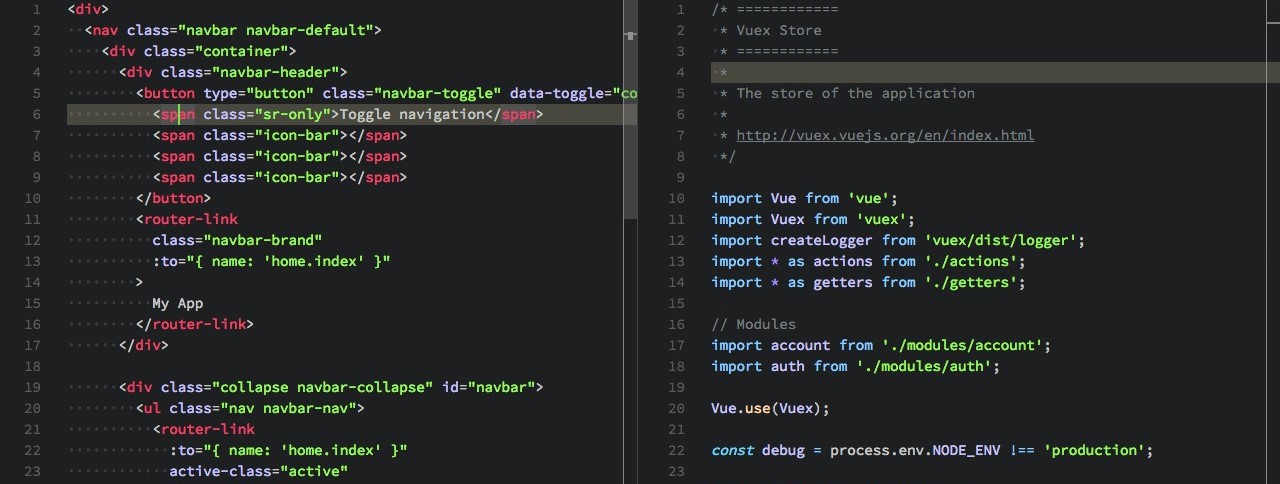 1 <div>
2 <nav class="navbar navbar-default">
3 <div class="container">
4 <div class="navbar-header">
5 <button type="button" class="navbar-toggle" data-toggle="co
6 <span class="sr-only">Toggle navigation</span>
7 <span class="icon-bar"></span>
8 <span class="icon-bar"></span>
9 <span class="icon-bar"></span>
10 </button>
11 <router-link
12 class="navbar-brand"
13 :to="{ name: 'home.index' }"
14 >
15 My App
16 </router-link>
17 </div>
18
19 <div class="collapse navbar-collapse" id="navbar">
20 <ul class="nav navbar-nav">
21 <router-link
22 :to="{ name: 'home.index' }"
23 active-class="active"
1 /* ============
2 * Vuex Store
3 * ============
4 *
5 * The store of the application
6 *
7 * http://vuex.vuejs.org/en/index.html
8 */
9
10 import Vue from 'vue';
11 import Vuex from 'vuex';
12 import createLogger from 'vuex/dist/logger';
13 import * as actions from './actions';
14 import * as getters from './getters';
15
16 // Modules
17 import account from './modules/account';
18 import auth from './modules/auth';
19
20 Vue.use(Vuex);
21
22 const debug = process.env.NODE_ENV !== 'production';
23